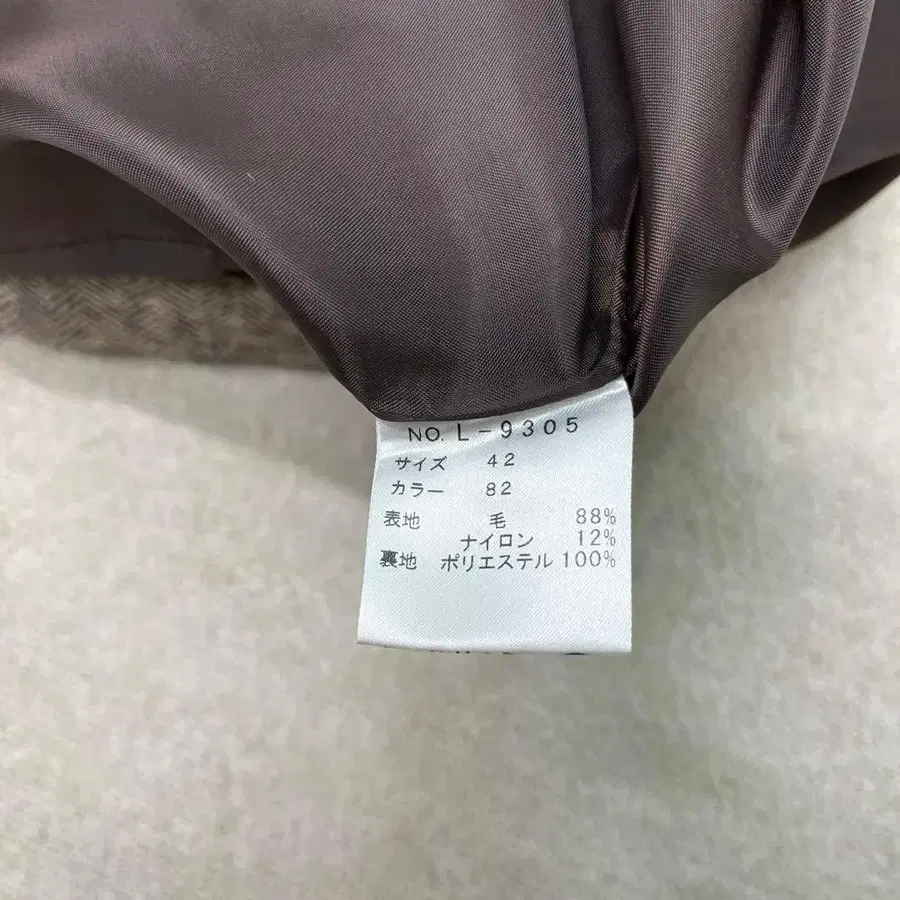 NO. L-9305
サイズ 42
カラー 82
表地 毛 88%
ナイロン 12%
裏地 ポリエステル 100%